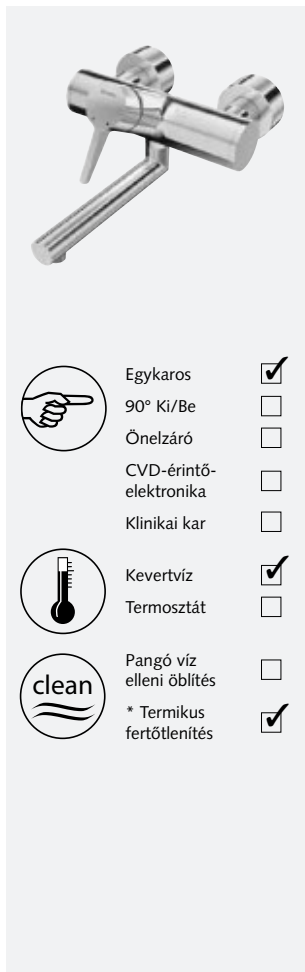 Egykaros
90° Ki/Be
Önelzáró
CVD-érintő-
elektronika
Klinikai kar
Kevertvíz
Termosztát
clean
Pangó víz
elleni öblítés
* Termikus
fertőtlenítés